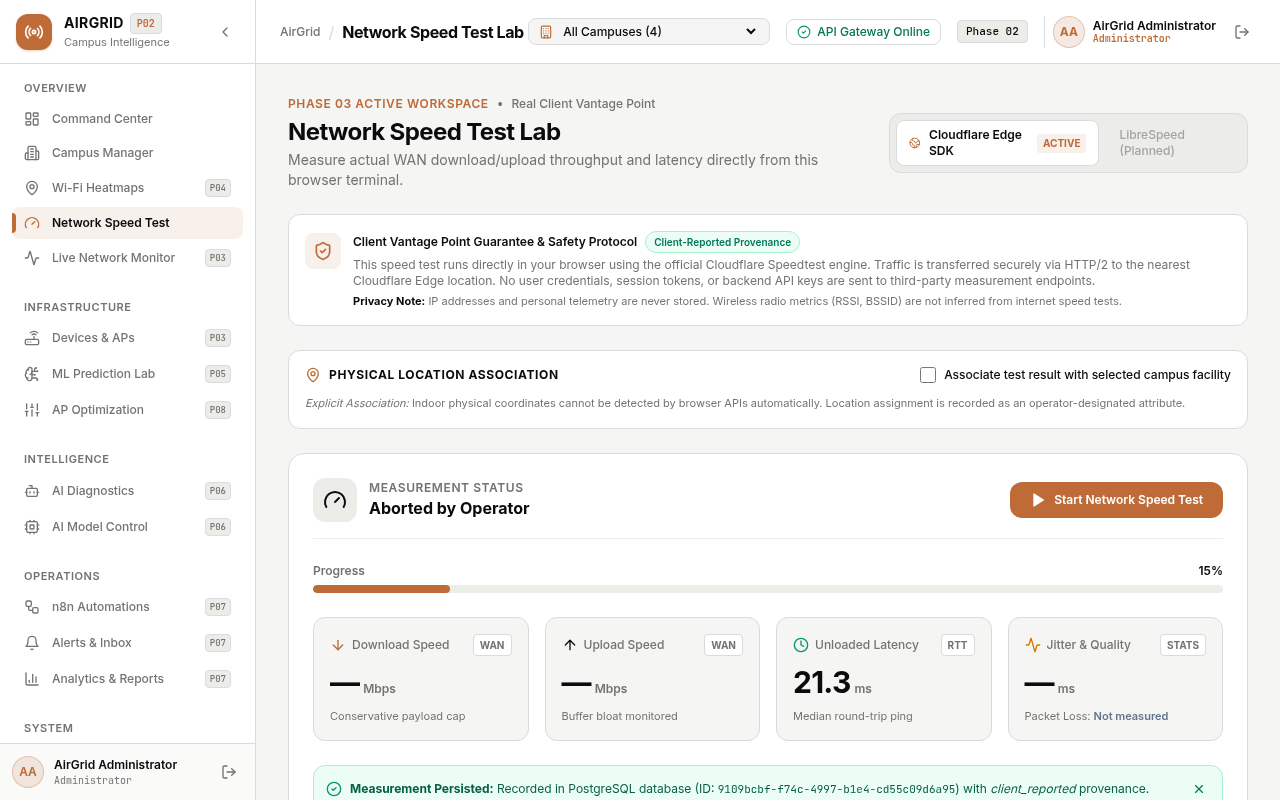 AIRGRID P02
Campus Intelligence
OVERVIEW
Command Center
Campus Manager
Wi-Fi Heatmaps P04
Network Speed Test
Live Network Monitor P03
INFRASTRUCTURE
Devices & APs P03
ML Prediction Lab P05
AP Optimization P08
INTELLIGENCE
AI Diagnostics P06
AI Model Control P06
OPERATIONS
n8n Automations P07
Alerts & Inbox P07
Analytics & Reports P07
SYSTEM
AA AirGrid Administrator
Administrator
AirGrid / Network Speed Test Lab
All Campuses (4)
API Gateway Online
Phase 02
AA AirGrid Administrator
Administrator
PHASE 03 ACTIVE WORKSPACE • Real Client Vantage Point
Network Speed Test Lab
Measure actual WAN download/upload throughput and latency directly from this
browser terminal.
Cloudflare Edge
SDK
ACTIVE
LibreSpeed
(Planned)
Client Vantage Point Guarantee & Safety Protocol Client-Reported Provenance
This speed test runs directly in your browser using the official Cloudflare Speedtest engine. Traffic is transferred securely via HTTP/2 to the nearest
Cloudflare Edge location. No user credentials, session tokens, or backend API keys are sent to third-party measurement endpoints.
Privacy Note: IP addresses and personal telemetry are never stored. Wireless radio metrics (RSSI, BSSID) are not inferred from internet speed tests.
PHYSICAL LOCATION ASSOCIATION
Associate test result with selected campus facility
Explicit Association: Indoor physical coordinates cannot be detected by browser APIs automatically. Location assignment is recorded as an operator-designated attribute.
MEASUREMENT STATUS
Aborted by Operator
Start Network Speed Test
Progress 15%
Download Speed WAN
— Mbps
Conservative payload cap
Upload Speed WAN
— Mbps
Buffer bloat monitored
Unloaded Latency RTT
21.3 ms
Median round-trip ping
Jitter & Quality STATS
— ms
Packet Loss: Not measured
Measurement Persisted: Recorded in PostgreSQL database (ID: 9109bcbf-f74c-4997-b1e4-cd55c09d6a95) with client_reported provenance.